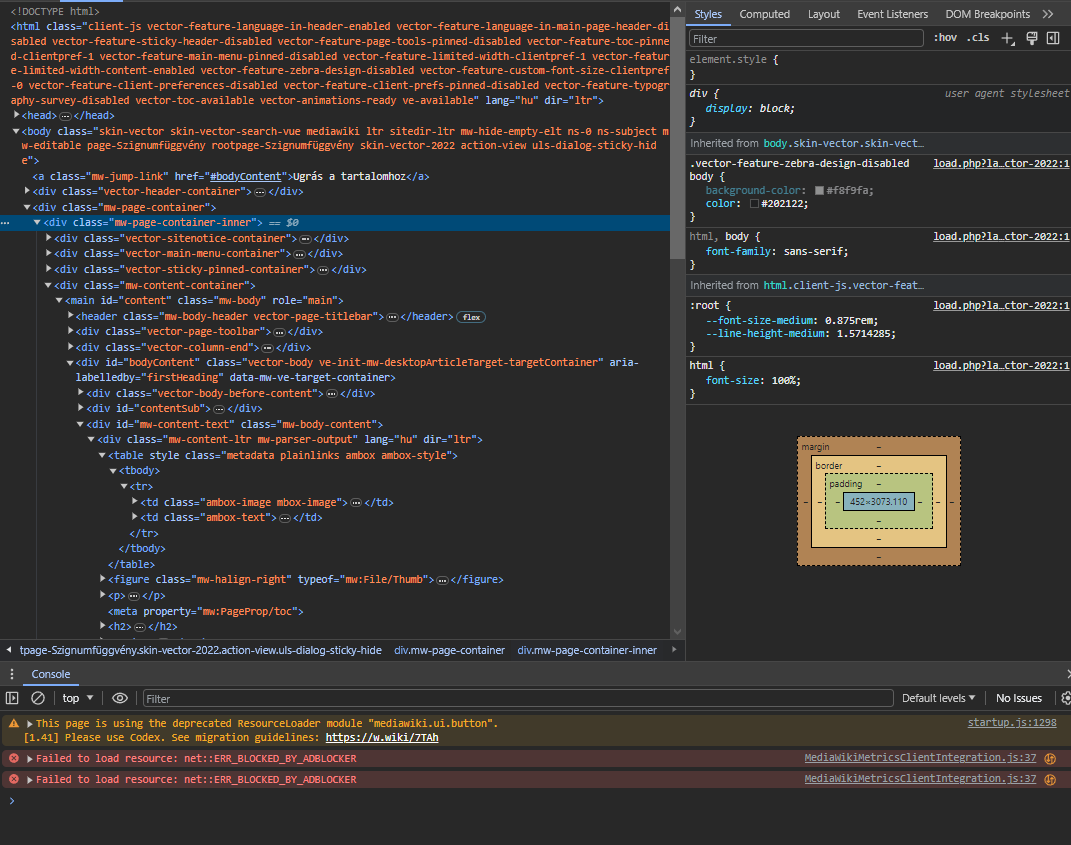 <!DOCTYPE html>
<html class="client-js vector-feature-language-in-header-enabled vector-feature-language-in-main-page-header-di
sabled vector-feature-sticky-header-disabled vector-feature-page-tools-pinned-disabled vector-feature-toc-pinne
d-clientpref-1 vector-feature-main-menu-pinned-disabled vector-feature-limited-width-clientpref-1 vector-featur
e-limited-width-content-enabled vector-feature-zebra-design-disabled vector-feature-custom-font-size-clientpref
-0 vector-feature-client-preferences-disabled vector-feature-client-prefs-pinned-disabled vector-feature-typogr
aphy-survey-disabled vector-toc-available vector-animations-ready ve-available" lang="hu" dir="ltr">
<head> … </head>
<body class="skin-vector skin-vector-search-vue mediawiki ltr sitedir-ltr mw-hide-empty-elt ns-0 ns-subject m
w-editable page-Szignumfüggvény rootpage-Szignumfüggvény skin-vector-2022 action-view uls-dialog-sticky-hid
e">
<a class="mw-jump-link" href="#bodyContent">Ugrás a tartalomhoz</a>
<div class="vector-header-container"> … </div>
<div class="mw-page-container">
… <div class="mw-page-container-inner"> == $0
<div class="vector-sitenotice-container"> … </div>
<div class="vector-main-menu-container"> … </div>
<div class="vector-sticky-pinned-container"> … </div>
<div class="mw-content-container">
<main id="content" class="mw-body" role="main">
<header class="mw-body-header vector-page-titlebar"> … </header> flex
<div class="vector-page-toolbar"> … </div>
<div class="vector-column-end"> … </div>
<div id="bodyContent" class="vector-body ve-init-mw-desktopArticleTarget-targetContainer" aria-
labelledby="firstHeading" data-mw-ve-target-container>
<div class="vector-body-before-content"> … </div>
<div id="contentSub"> … </div>
<div id="mw-content-text" class="mw-body-content">
<div class="mw-content-ltr mw-parser-output" lang="hu" dir="ltr">
<table style class="metadata plainlinks ambox ambox-style">
<tbody>
<tr>
<td class="ambox-image mbox-image"> … </td>
<td class="ambox-text"> … </td>
</tr>
</tbody>
</table>
<figure class="mw-halign-right" typeof="mw:File/Thumb"> … </figure>
<p> … </p>
<meta property="mw:PageProp/toc">
<h2> … </h2>
tpage-Szignumfüggvény.skin-vector-2022.action-view.uls-dialog-sticky-hide div.mw-page-container div.mw-page-container-inner
Styles Computed Layout Event Listeners DOM Breakpoints
Filter :hov .cls
element.style {
}
div { user agent stylesheet
display: block;
}
Inherited from body.skin-vector.skin-vect…
.vector-feature-zebra-design-disabled load.php?la…ctor-2022:1
body {
background-color: #f8f9fa;
color: #202122;
}
html, body { load.php?la…ctor-2022:1
font-family: sans-serif;
}
Inherited from html.client-js.vector-feat…
:root { load.php?la…ctor-2022:1
--font-size-medium: 0.875rem;
--line-height-medium: 1.5714285;
}
html { load.php?la…ctor-2022:1
font-size: 100%;
}
margin –
border –
padding –
– – – 452×3073.110 – – –
–
–
–
Console
top Filter Default levels No Issues
This page is using the deprecated ResourceLoader module "mediawiki.ui.button". startup.js:1298
[1.41] Please use Codex. See migration guidelines: https://w.wiki/7TAh
Failed to load resource: net::ERR_BLOCKED_BY_ADBLOCKER MediaWikiMetricsClientIntegration.js:37
Failed to load resource: net::ERR_BLOCKED_BY_ADBLOCKER MediaWikiMetricsClientIntegration.js:37